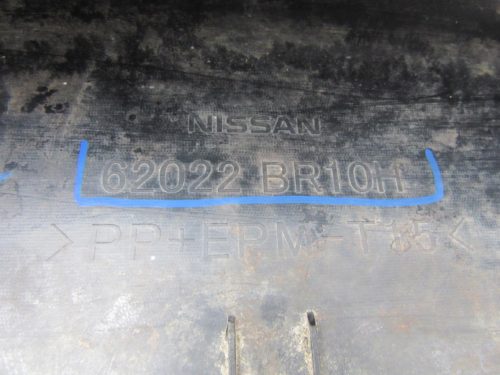 NISSAN
62022 BR10H
>PP+EPM-T15<